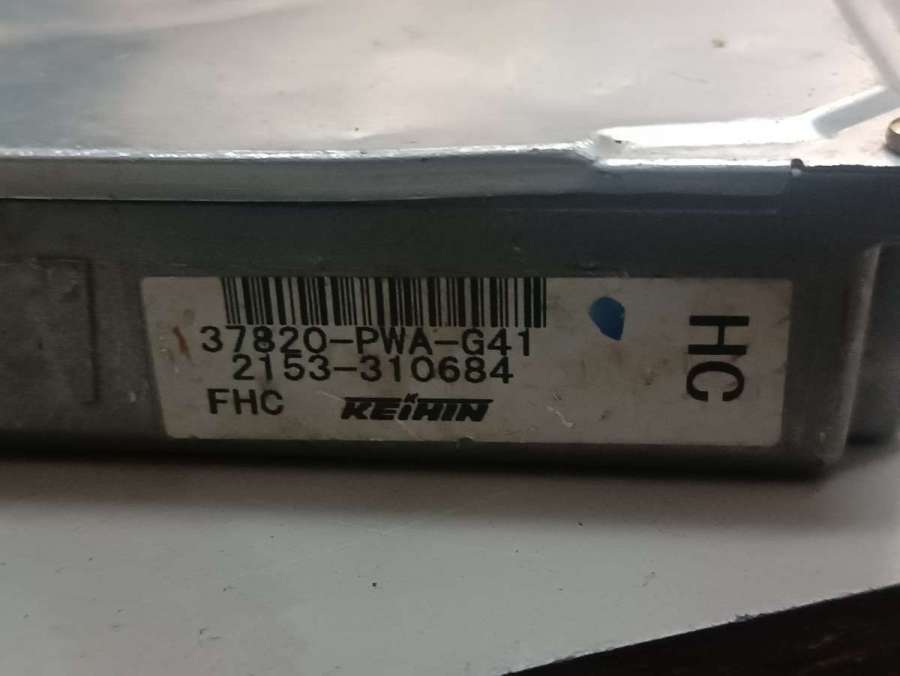 37820-PWA-G41
2153-310684
FHC KEIHIN
HC